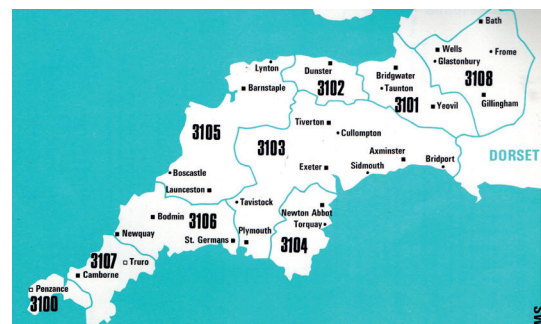 Bath
Wells
Frome
Glastonbury
Lynton
Dunster
Bridgwater
3108
Barnstaple
3102
Taunton
3101
Yeovil
Gillingham
3105
Tiverton
Cullompton
3103
Axminster
Bridport
DORSET
Exeter
Sidmouth
Boscastle
Launceston
Tavistock
Bodmin
3106
Newton Abbot
Torquay
Newquay
St. Germans
Plymouth
3104
3107
Truro
Camborne
Penzance
3100